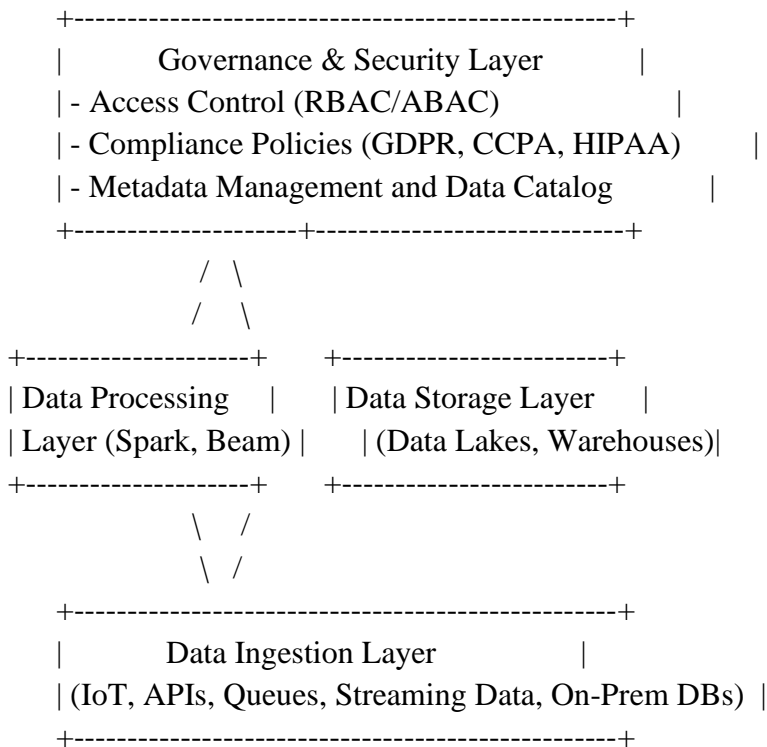 +---------------------------------------------------+
| Governance & Security Layer |
| - Access Control (RBAC/ABAC) |
| - Compliance Policies (GDPR, CCPA, HIPAA) |
| - Metadata Management and Data Catalog |
+---------------------+-----------------------------+
/ \
/ \
+---------------------+ +-------------------------+
| Data Processing | | Data Storage Layer |
| Layer (Spark, Beam) | | (Data Lakes, Warehouses)|
+---------------------+ +-------------------------+
\ /
\ /
+---------------------------------------------------+
| Data Ingestion Layer |
| (IoT, APIs, Queues, Streaming Data, On-Prem DBs) |
+---------------------------------------------------+